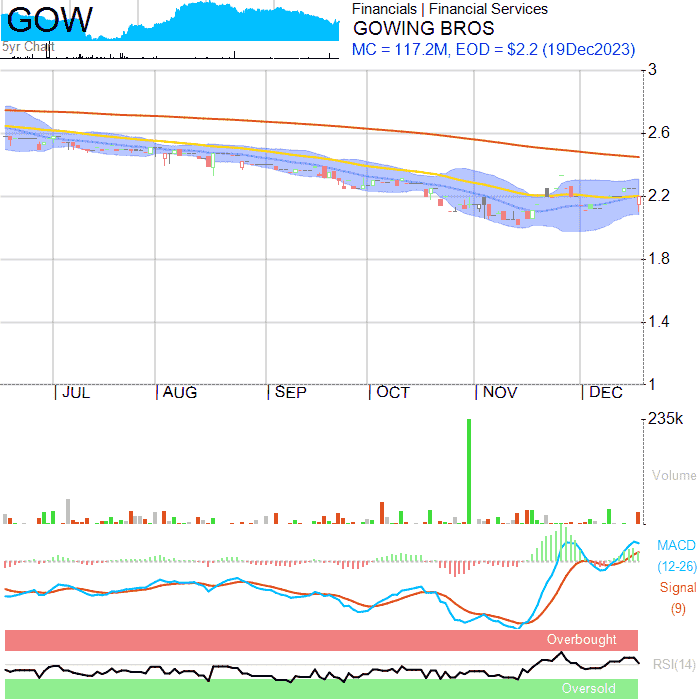 GOW
5yr Chart
Financials | Financial Services
GOWING BROS
MC = 117.2M, EOD = $2.2 (19Dec2023)
3
2.6
2.2
1.8
1.4
1
JUL AUG SEP OCT NOV DEC
235k
Volume
MACD
(12-26)
Signal
(9)
Overbought
RSI(14)
Oversold